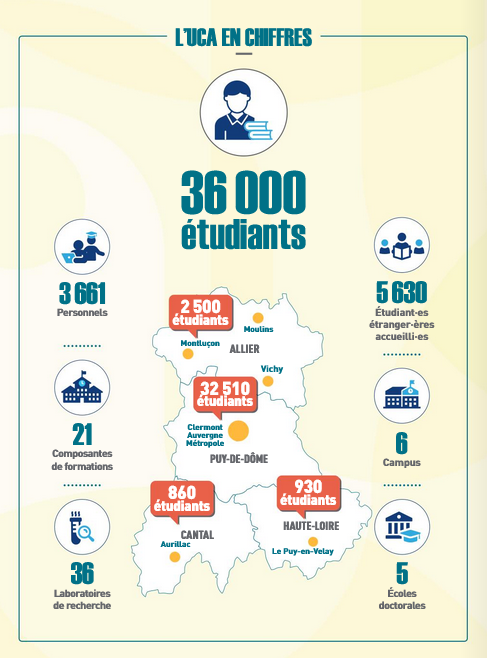 L'UCA EN CHIFFRES
36 000
étudiants
3 661
Personnels
21
Composantes
de formations
36
Laboratoires
de recherche
2 500
étudiants
Moulins
Montluçon
ALLIER
Vichy
32 510
étudiants
Clermont
Auvergne
Métropole
PUY-DE-DÔME
860
étudiants
CANTAL
Aurillac
930
étudiants
HAUTE-LOIRE
Le Puy-en-Velay
5 630
Étudiant·es
étranger·ères
accueilli·es
6
Campus
5
Écoles
doctorales